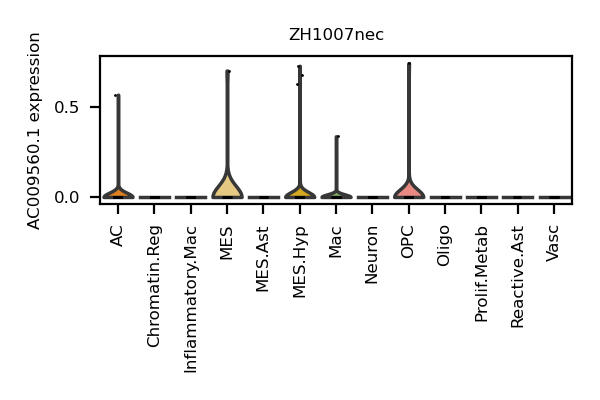 ZH1007nec
AC009560.1 expression
0.5
0.0
AC
Chromatin.Reg
Inflammatory.Mac
MES
MES.Ast
MES.Hyp
Mac
Neuron
OPC
Oligo
Prolif.Metab
Reactive.Ast
Vasc